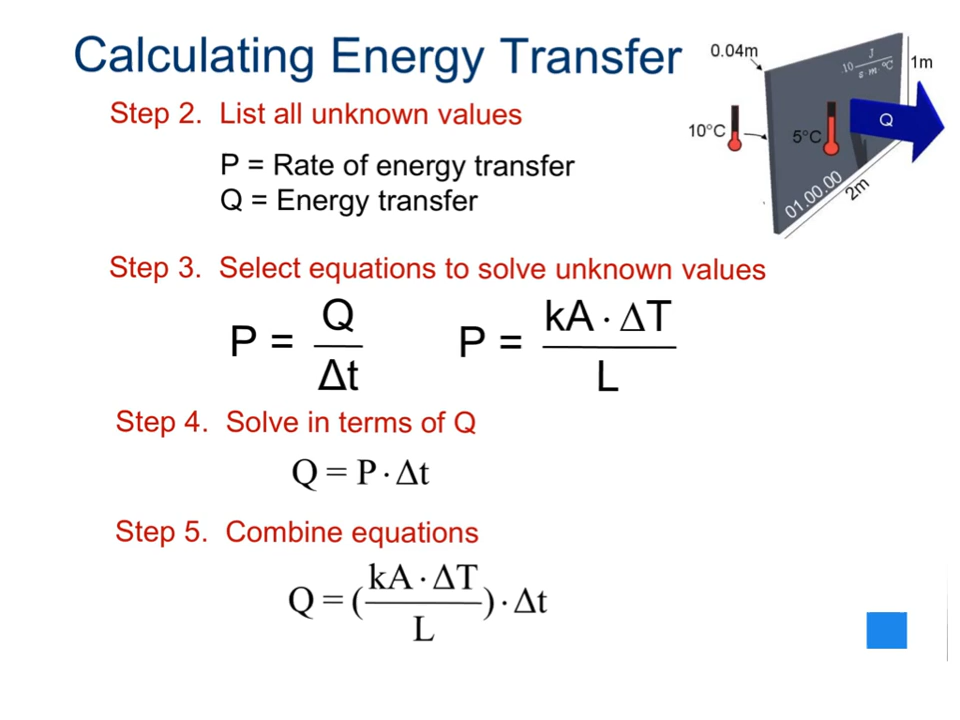 Calculating Energy Transfer
0.04m
10 J / s · m · °C
1m
10°C
5°C
Q
01.00.00
2m
Step 2. List all unknown values
P = Rate of energy transfer
Q = Energy transfer
Step 3. Select equations to solve unknown values
P = Q / Δt
P = kA · ΔT / L
Step 4. Solve in terms of Q
Q = P · Δt
Step 5. Combine equations
Q = (kA · ΔT / L) · Δt